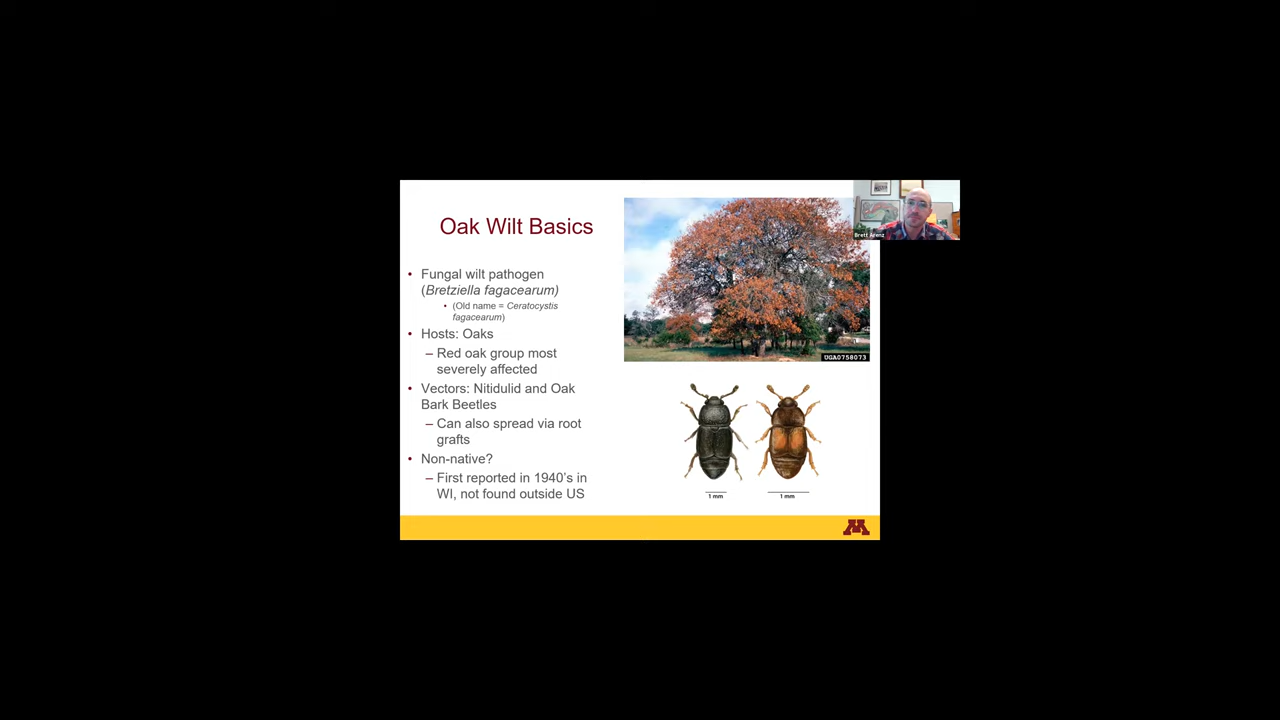 Oak Wilt Basics
• Fungal wilt pathogen
(Bretziella fagacearum)
• (Old name = Ceratocystis
fagacearum)
• Hosts: Oaks
– Red oak group most
severely affected
• Vectors: Nitidulid and Oak
Bark Beetles
– Can also spread via root
grafts
• Non-native?
– First reported in 1940's in
WI, not found outside US
Brett Arenz
UGA0758073
1 mm
1 mm
M